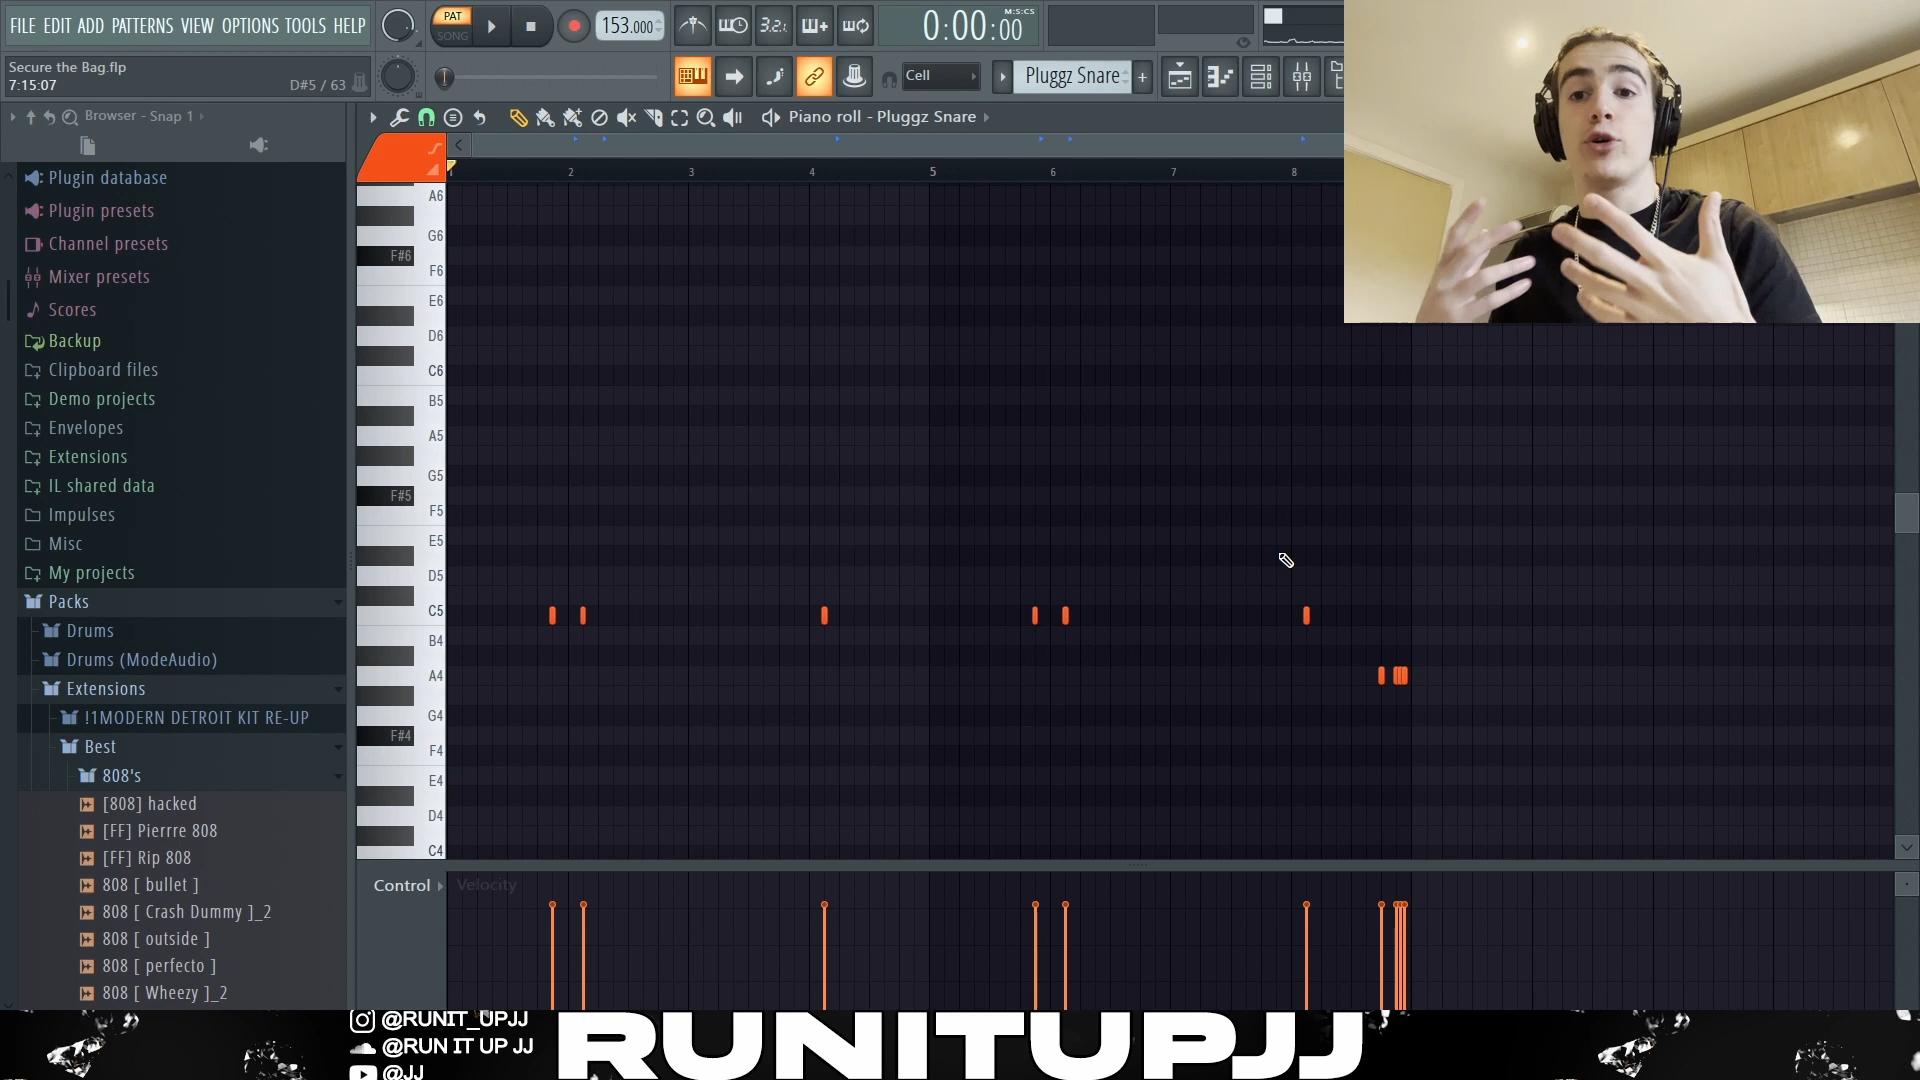 FILE EDIT ADD PATTERNS VIEW OPTIONS TOOLS HELP
PAT
SONG
153.000
3.2.
0:00:00
M:S:CS
Secure the Bag.flp
7:15:07
D#5 / 63
Cell
Pluggz Snare
Browser - Snap 1
Piano roll - Pluggz Snare
1 2 3 4 5 6 7 8
Plugin database
Plugin presets
Channel presets
Mixer presets
Scores
Backup
Clipboard files
Demo projects
Envelopes
Extensions
IL shared data
Impulses
Misc
My projects
Packs
Drums
Drums (ModeAudio)
Extensions
!1MODERN DETROIT KIT RE-UP
Best
808's
[808] hacked
[FF] Pierrre 808
[FF] Rip 808
808 [ bullet ]
808 [ Crash Dummy ]_2
808 [ outside ]
808 [ perfecto ]
808 [ Wheezy ]_2
A6
G6
F#6
F6
E6
D6
C6
B5
A5
G5
F#5
F5
E5
D5
C5
B4
A4
G4
F#4
F4
E4
D4
C4
Control
Velocity
@RUNIT_UPJJ
@RUN IT UP JJ
@JJ
RUNITUPJJ